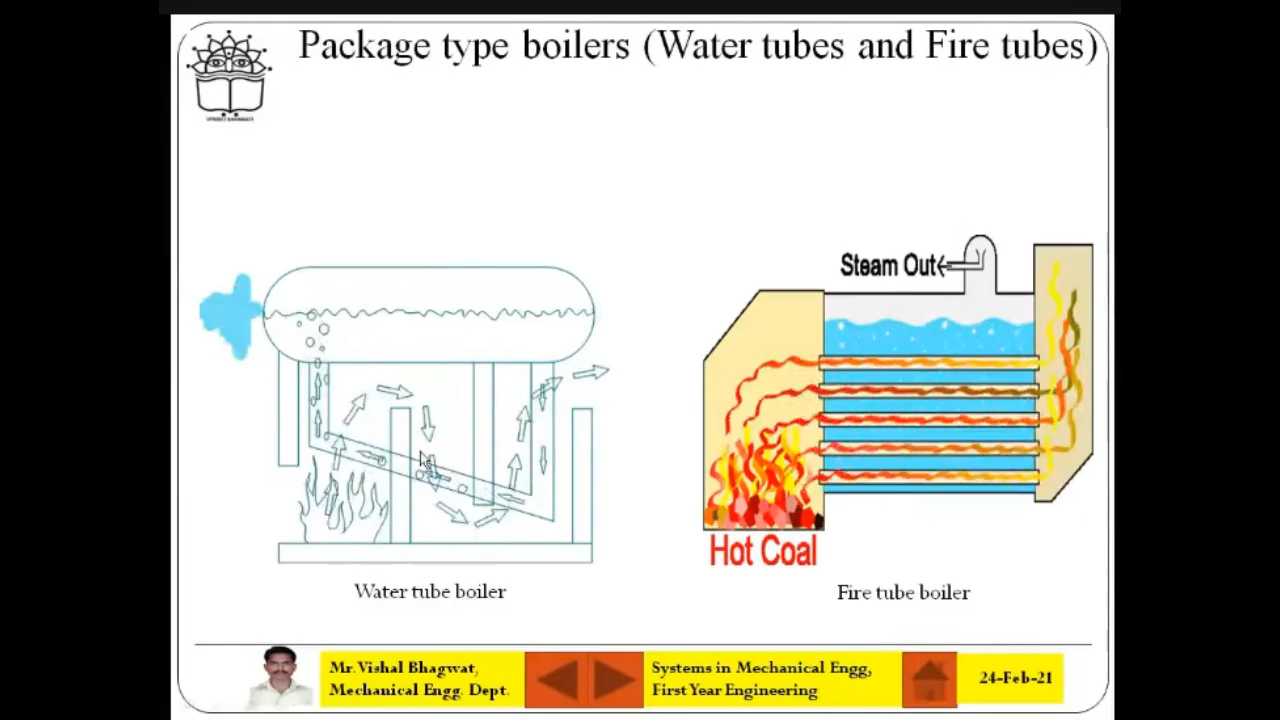 Package type boilers (Water tubes and Fire tubes)
Steam Out
Hot Coal
Water tube boiler
Fire tube boiler
Mr. Vishal Bhagwat,
Mechanical Engg. Dept.
Systems in Mechanical Engg,
First Year Engineering
24-Feb-21